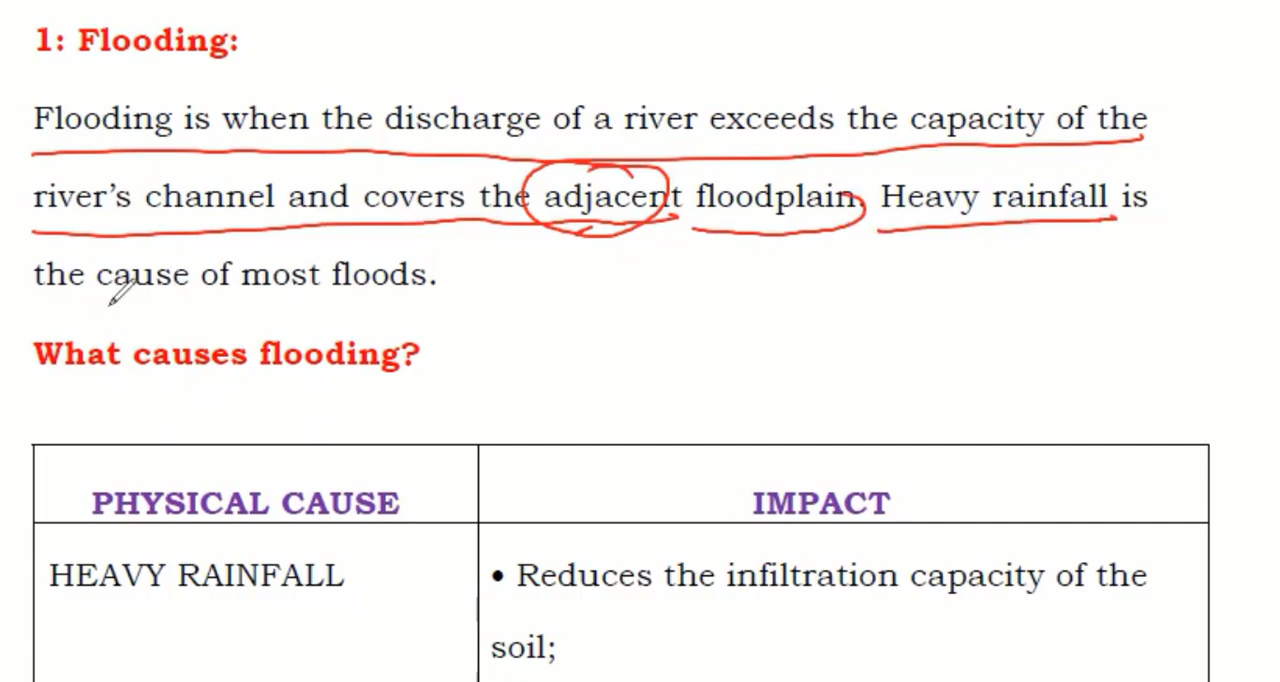 1: Flooding:
Flooding is when the discharge of a river exceeds the capacity of the
river’s channel and covers the adjacent floodplain. Heavy rainfall is
the cause of most floods.
What causes flooding?
PHYSICAL CAUSE
IMPACT
HEAVY RAINFALL
• Reduces the infiltration capacity of the
soil;